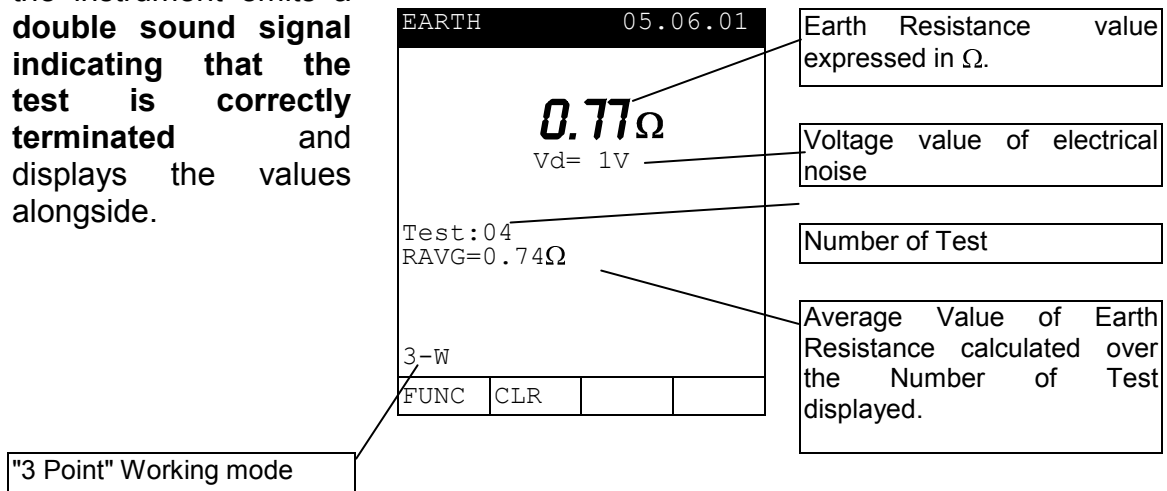 the instrument emits a
double sound signal
indicating that the
test is correctly
terminated and
displays the values
alongside.
EARTH 05.06.01
0.77Ω
Vd= 1V
Test:04
RAVG=0.74Ω
3-W
FUNC CLR
Earth Resistance value
expressed in Ω.
Voltage value of electrical
noise
Number of Test
Average Value of Earth
Resistance calculated over
the Number of Test
displayed.
"3 Point" Working mode